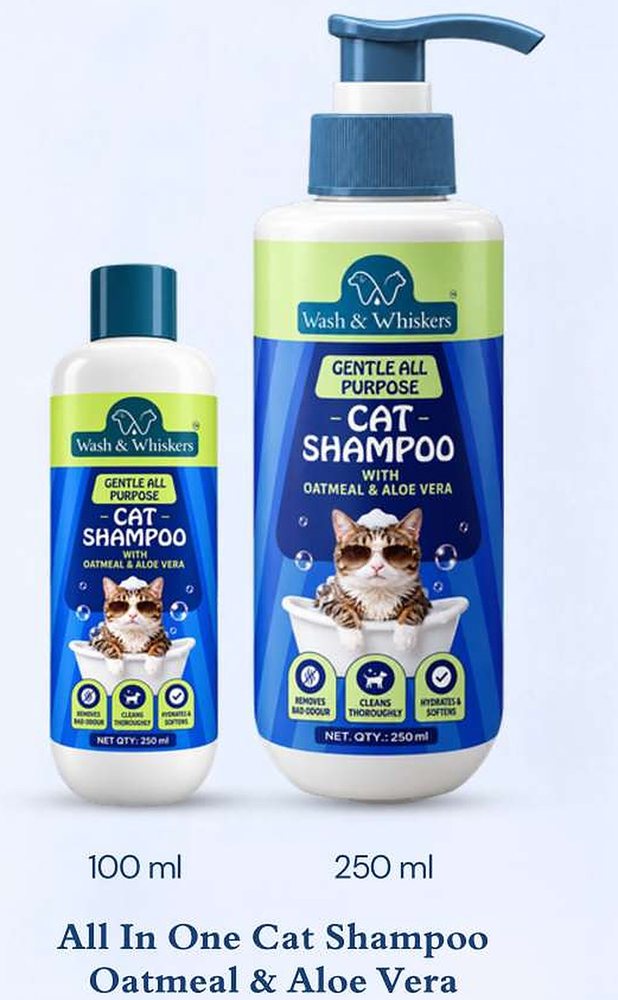 Wash & Whiskers
GENTLE ALL
PURPOSE
- CAT -
SHAMPOO
WITH
OATMEAL & ALOE VERA
REMOVES
BAD ODOUR
CLEANS
THOROUGHLY
HYDRATES &
SOFTENS
NET QTY: 250 ml
Wash & Whiskers
GENTLE ALL
PURPOSE
- CAT -
SHAMPOO
WITH
OATMEAL & ALOE VERA
REMOVES
BAD ODOUR
CLEANS
THOROUGHLY
HYDRATES &
SOFTENS
NET. QTY.: 250 ml
100 ml
250 ml
All In One Cat Shampoo
Oatmeal & Aloe Vera